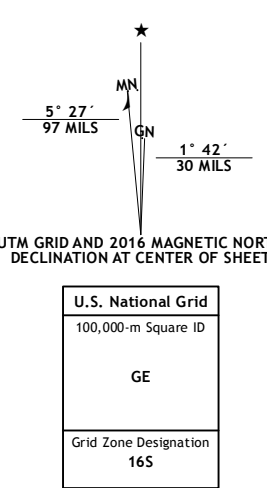 MN
GN
5° 27´
97 MILS
1° 42´
30 MILS
UTM GRID AND 2016 MAGNETIC NORT
DECLINATION AT CENTER OF SHEET
U.S. National Grid
100,000-m Square ID
GE
Grid Zone Designation
16S